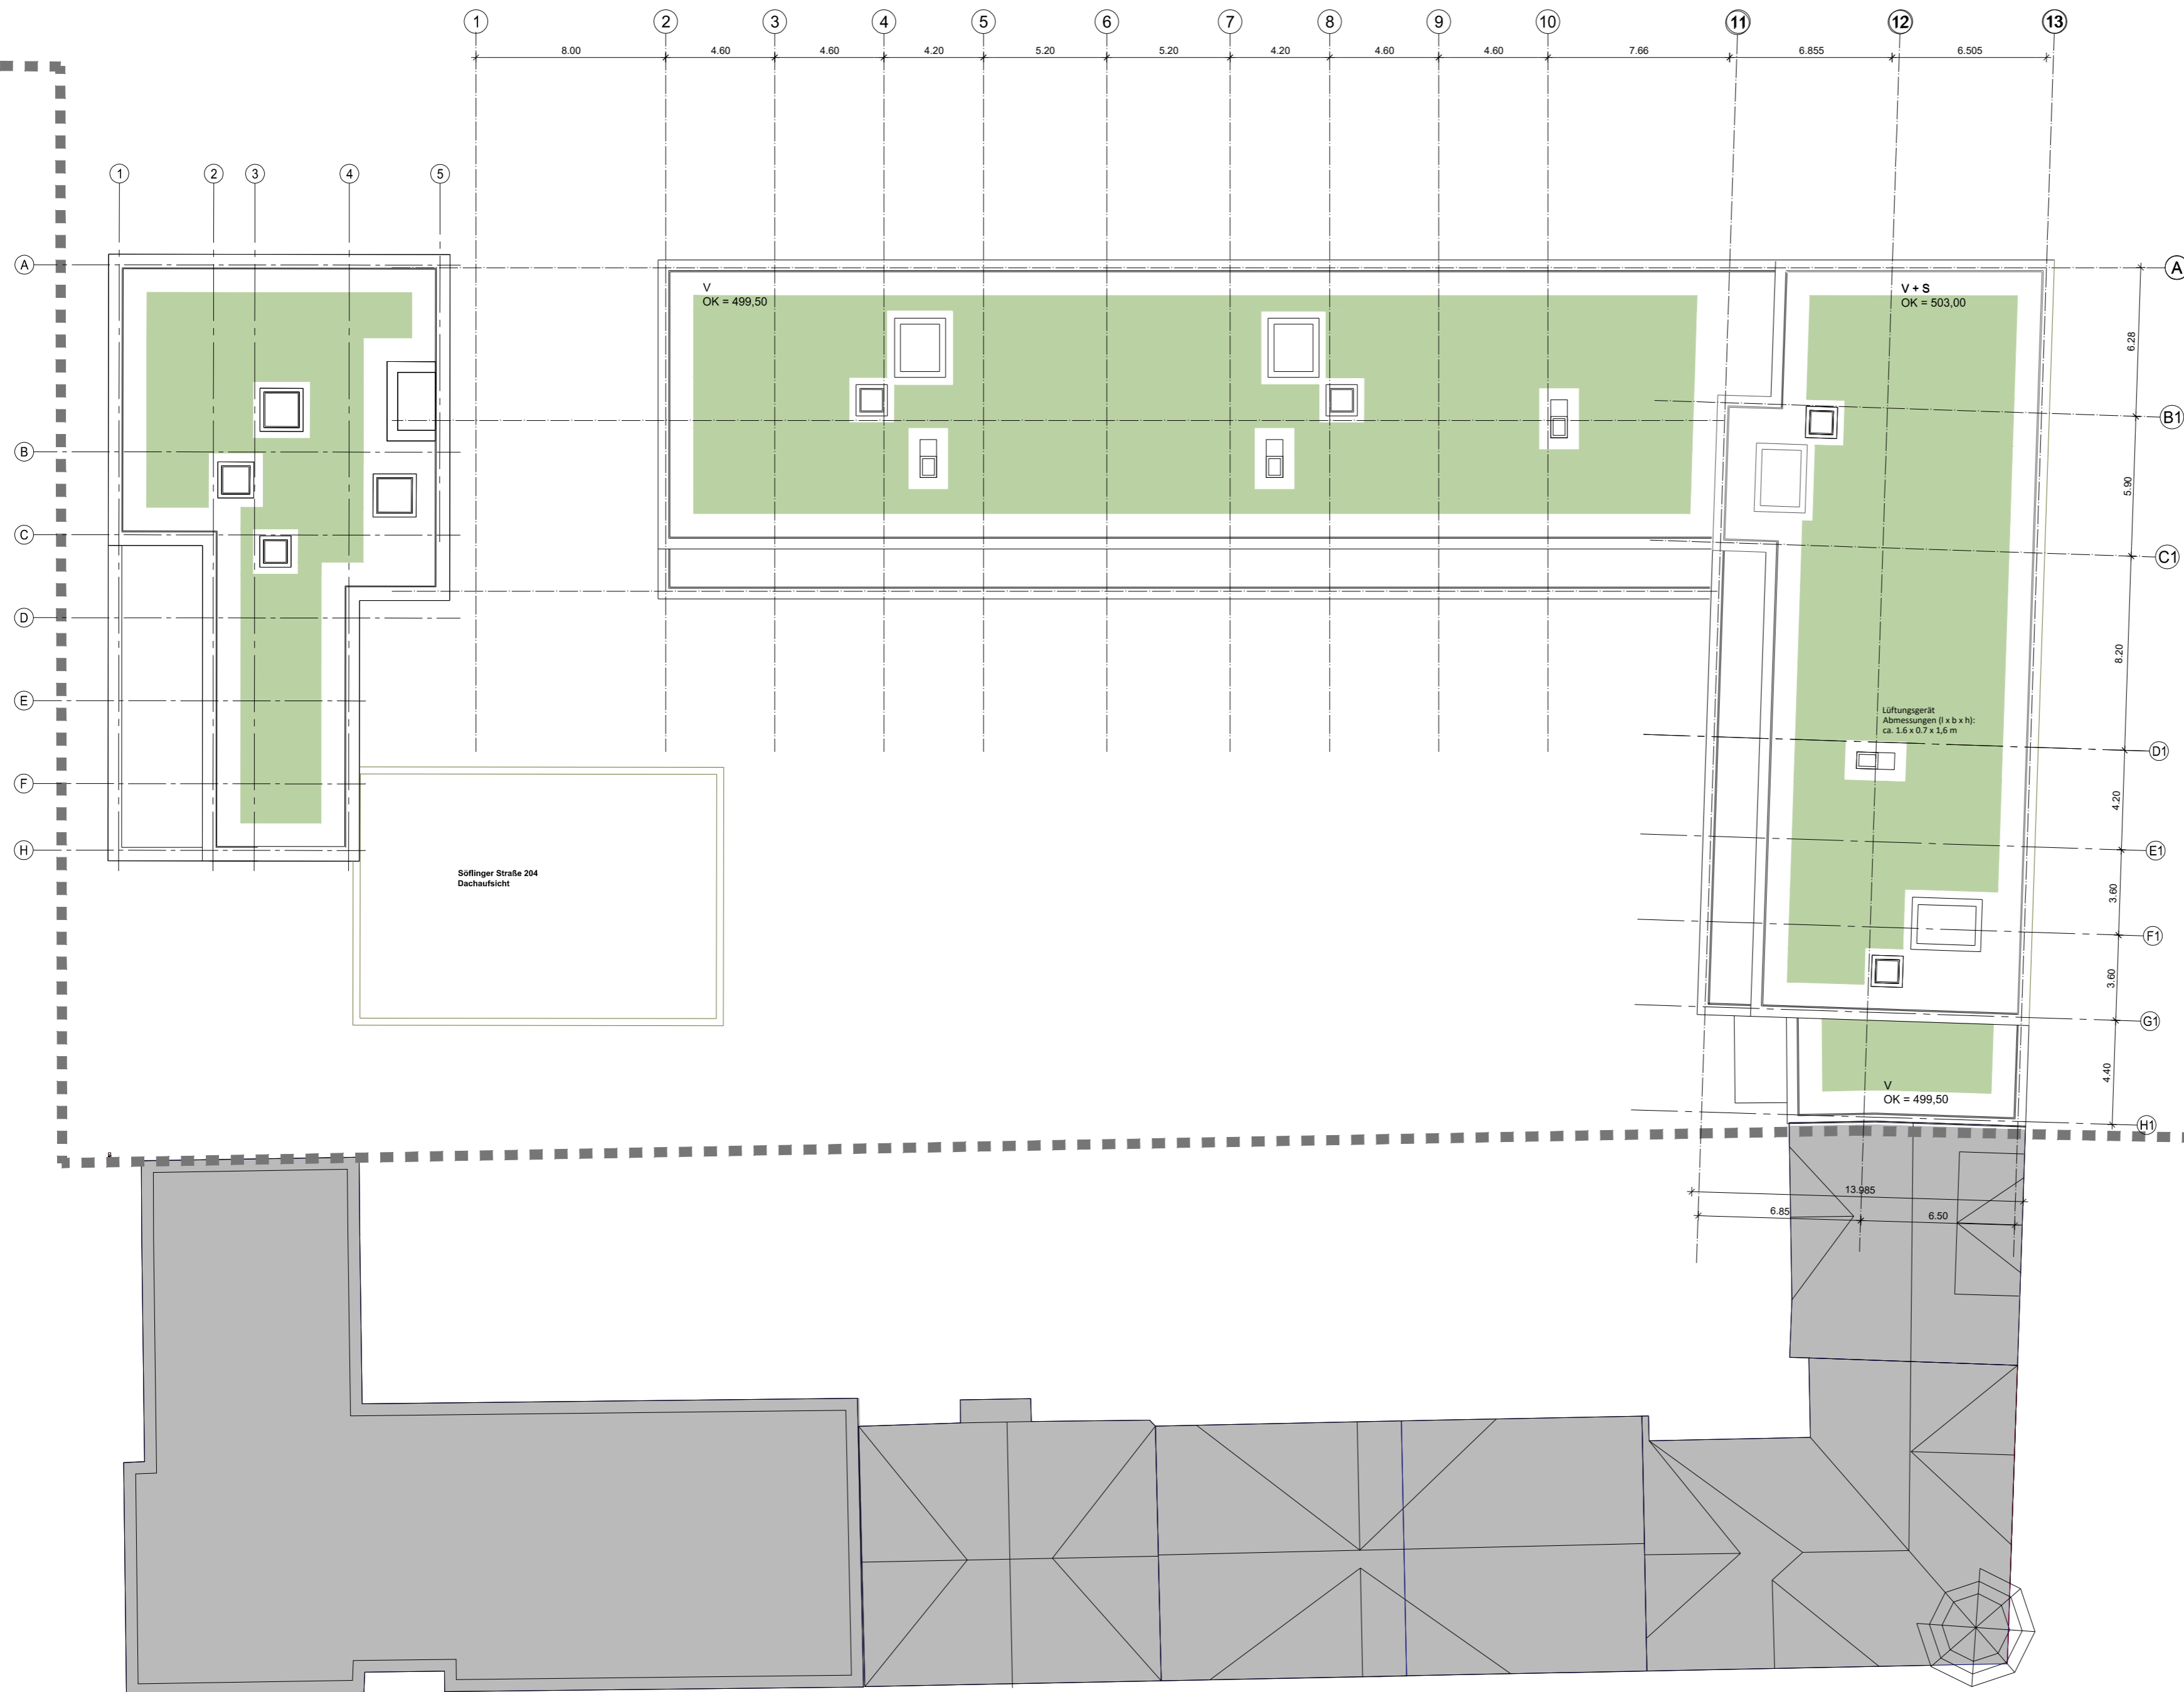 1 2 3 4 5 6 7 8 9 10 11 12 13
8.00 4.60 4.60 4.20 5.20 5.20 4.20 4.60 4.60 7.66 6.855 6.505
1 2 3 4 5
A
A
V
OK = 499,50
V + S
OK = 503,00
6.28
B1
B
5.90
C
C1
D
8.20
E
Lüftungsgerät
Abmessungen (l x b x h):
ca. 1.6 x 0.7 x 1,6 m
D1
F
4.20
H
E1
Söflinger Straße 204
Dachaufsicht
3.60
F1
3.60
G1
4.40
V
OK = 499,50
H1
13.985
6.85 6.50